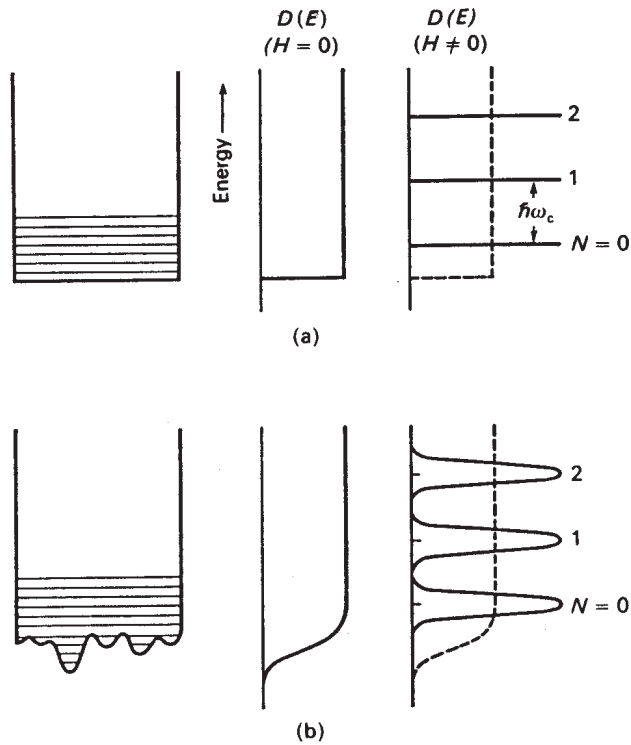 D(E)
(H = 0)
D(E)
(H ≠ 0)
Energy
2
1
ħω_c
N = 0
(a)
2
1
N = 0
(b)